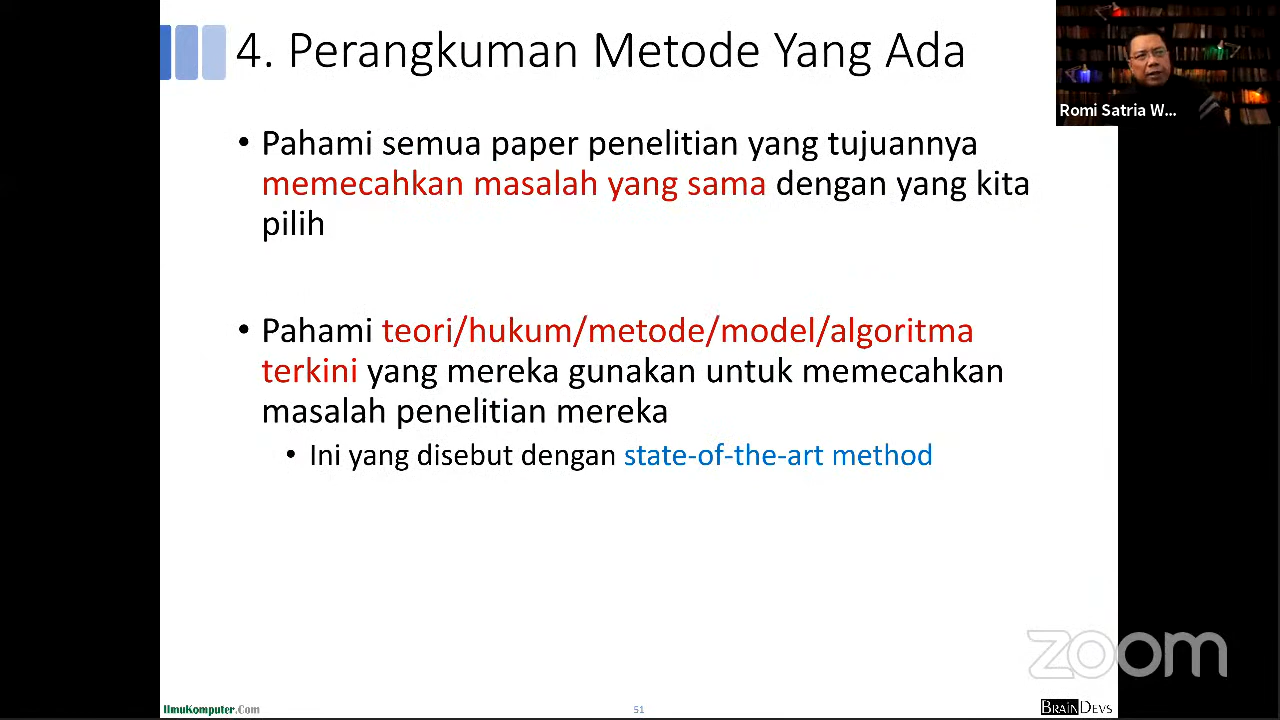 4. Perangkuman Metode Yang Ada
Romi Satria W...
• Pahami semua paper penelitian yang tujuannya
memecahkan masalah yang sama dengan yang kita
pilih
• Pahami teori/hukum/metode/model/algoritma
terkini yang mereka gunakan untuk memecahkan
masalah penelitian mereka
• Ini yang disebut dengan state-of-the-art method
zoom
IlmuKomputer.Com
51
BRAINDEVS